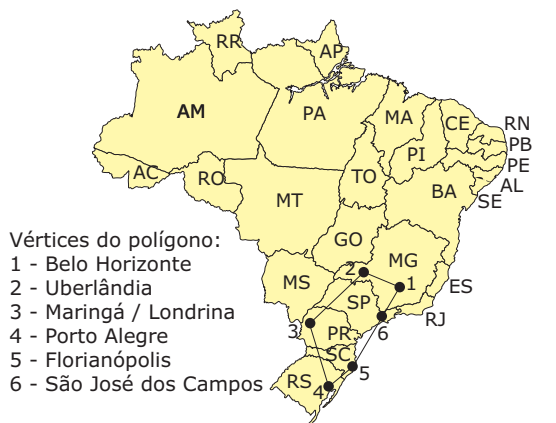 RR
AP
AM
PA
MA
CE
RN
PB
PE
AL
SE
PI
AC
RO
TO
BA
MT
GO
MG
Vértices do polígono:
1 - Belo Horizonte
2 - Uberlândia
3 - Maringá / Londrina
4 - Porto Alegre
5 - Florianópolis
6 - São José dos Campos
MS
2
1
ES
SP
RJ
3
PR
6
SC
RS
4
5